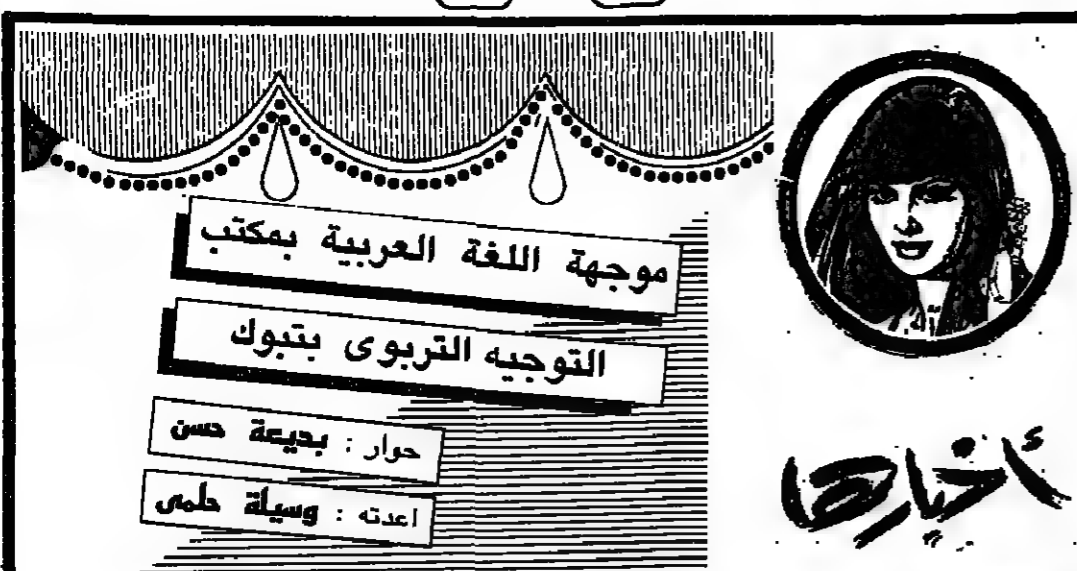 موجهة اللغة العربية بمكتب
التوجيه التربوى بتبوك
حوار : بديعة حسن
اعدته : وسيلة حلمى
أخبارها